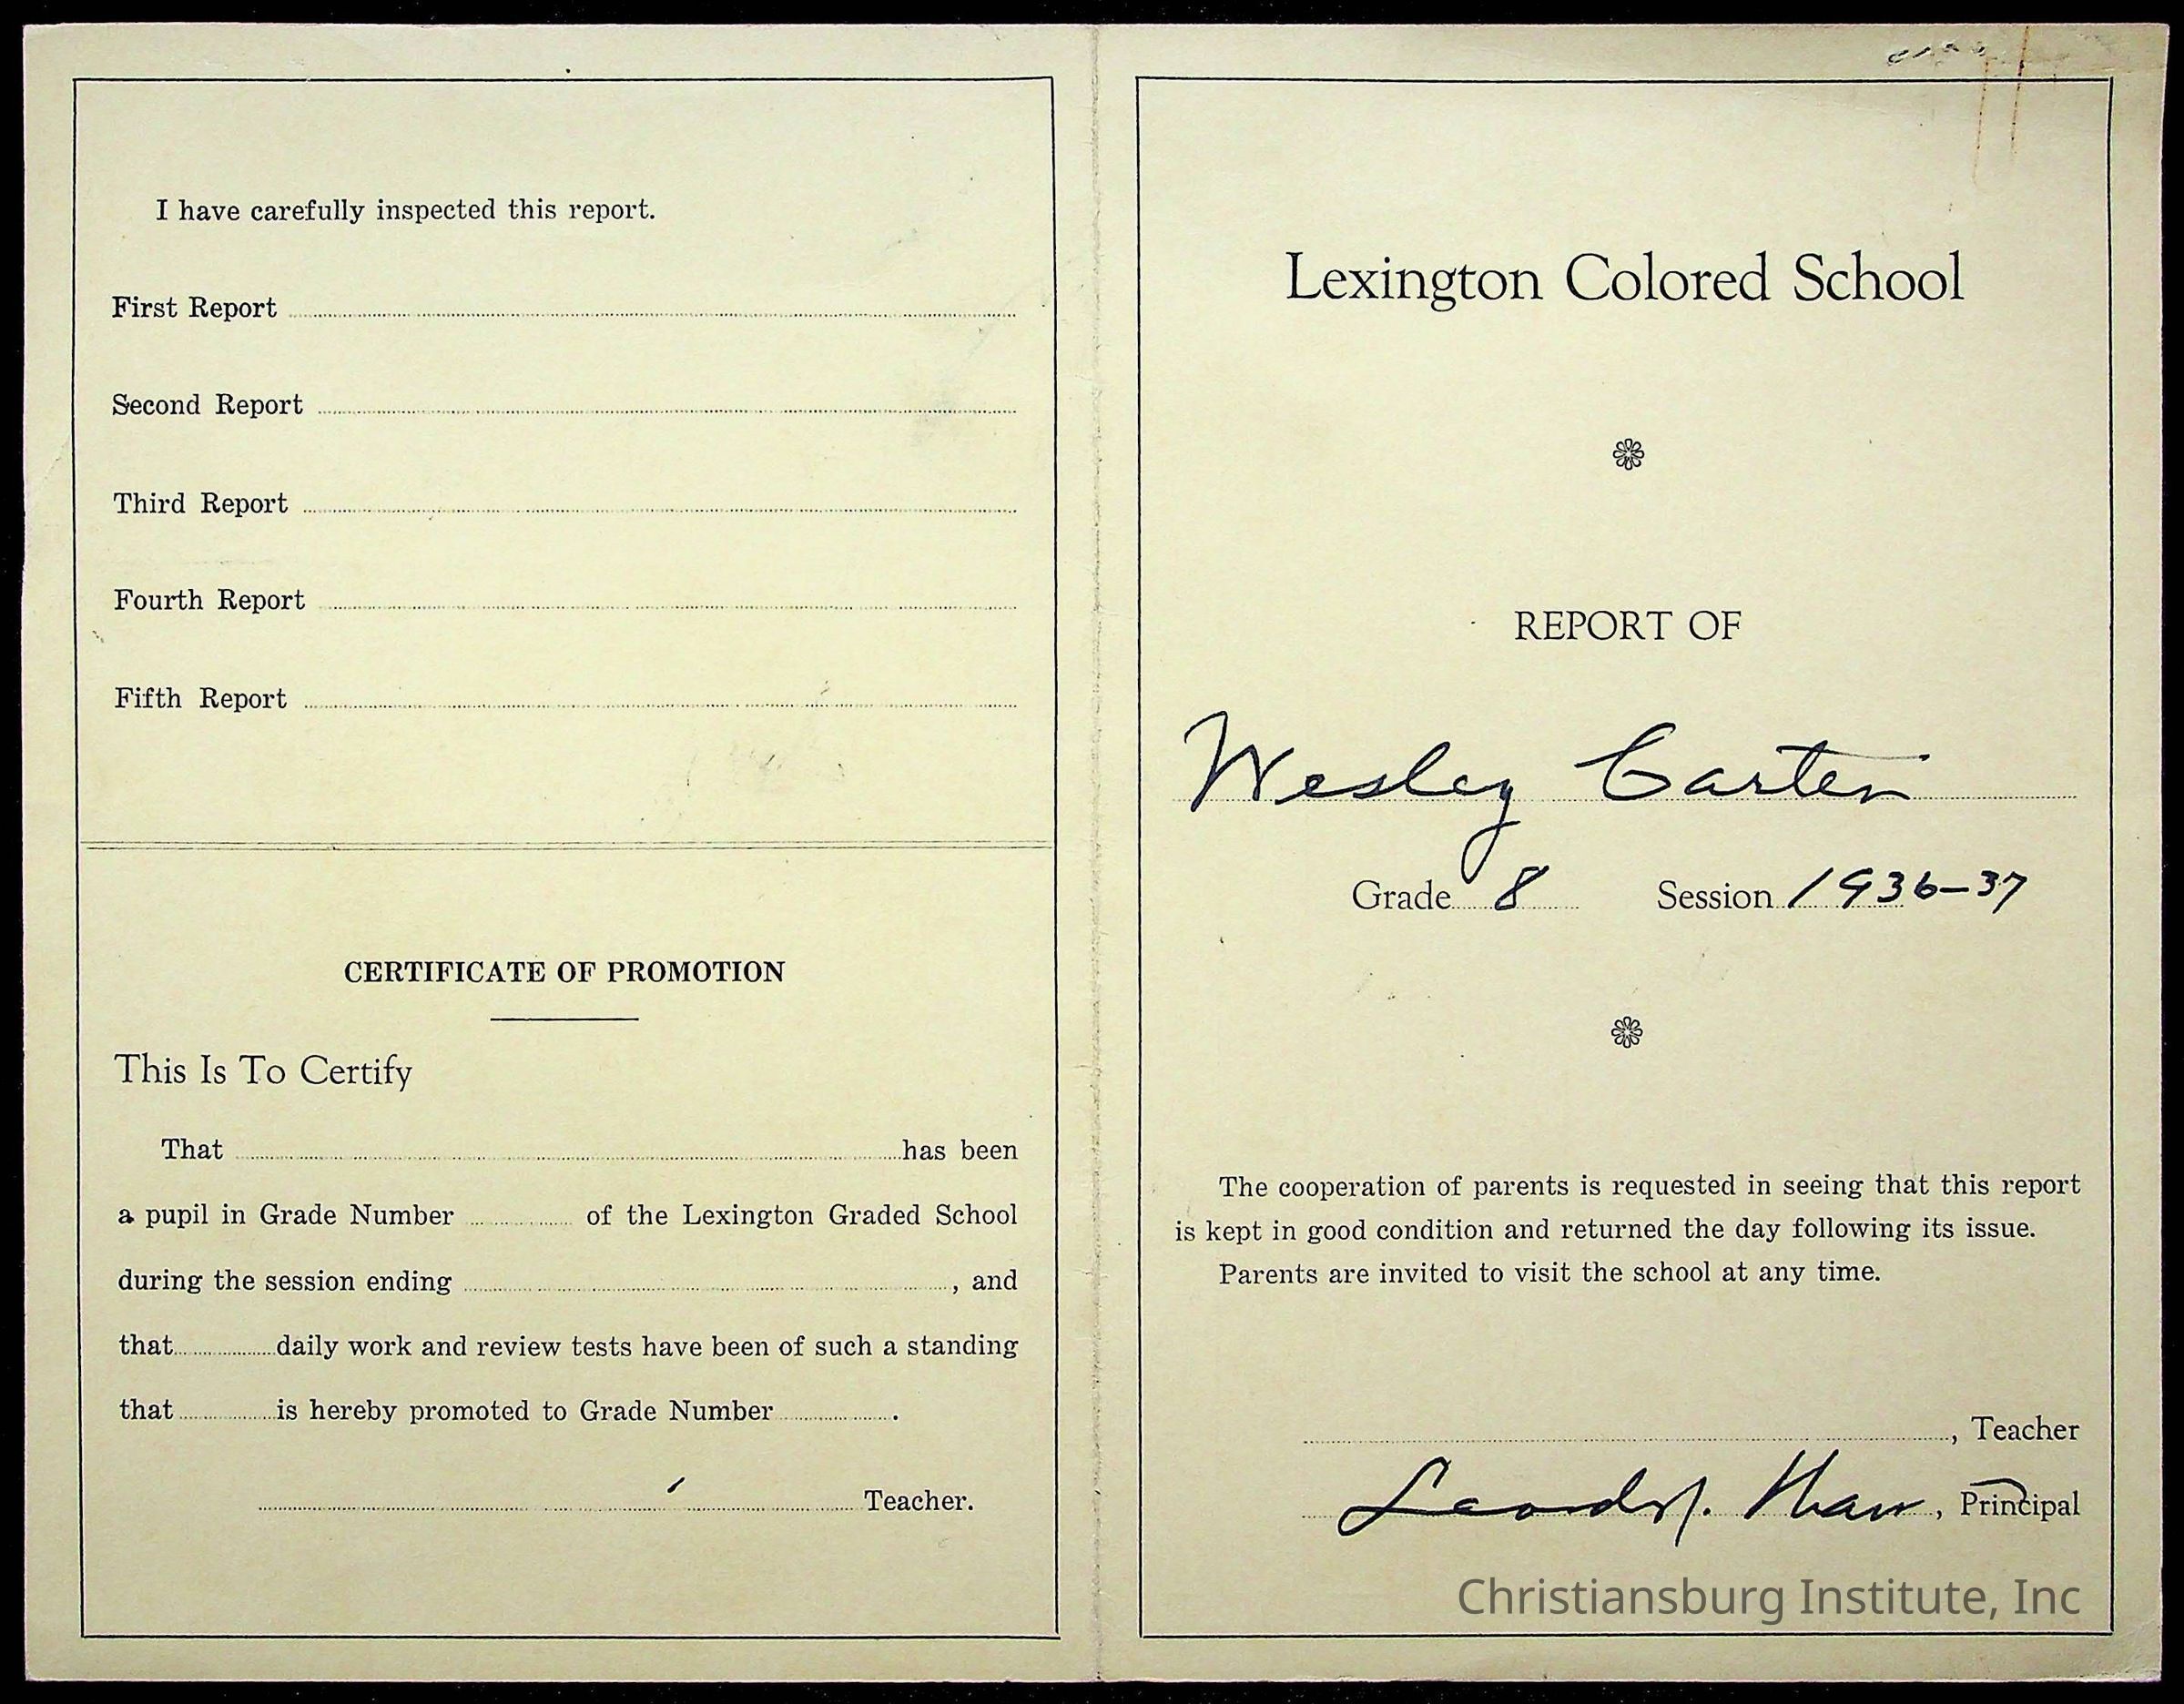 I have carefully inspected this report.
First Report
Second Report
Third Report
Fourth Report
Fifth Report
CERTIFICATE OF PROMOTION
This Is To Certify
That has been
a pupil in Grade Number of the Lexington Graded School
during the session ending , and
that daily work and review tests have been of such a standing
that is hereby promoted to Grade Number .
Teacher.
Lexington Colored School
REPORT OF
Wesley Carter
Grade 8 Session 1936-37
The cooperation of parents is requested in seeing that this report
is kept in good condition and returned the day following its issue.
Parents are invited to visit the school at any time.
, Teacher
, Principal
Christiansburg Institute, Inc